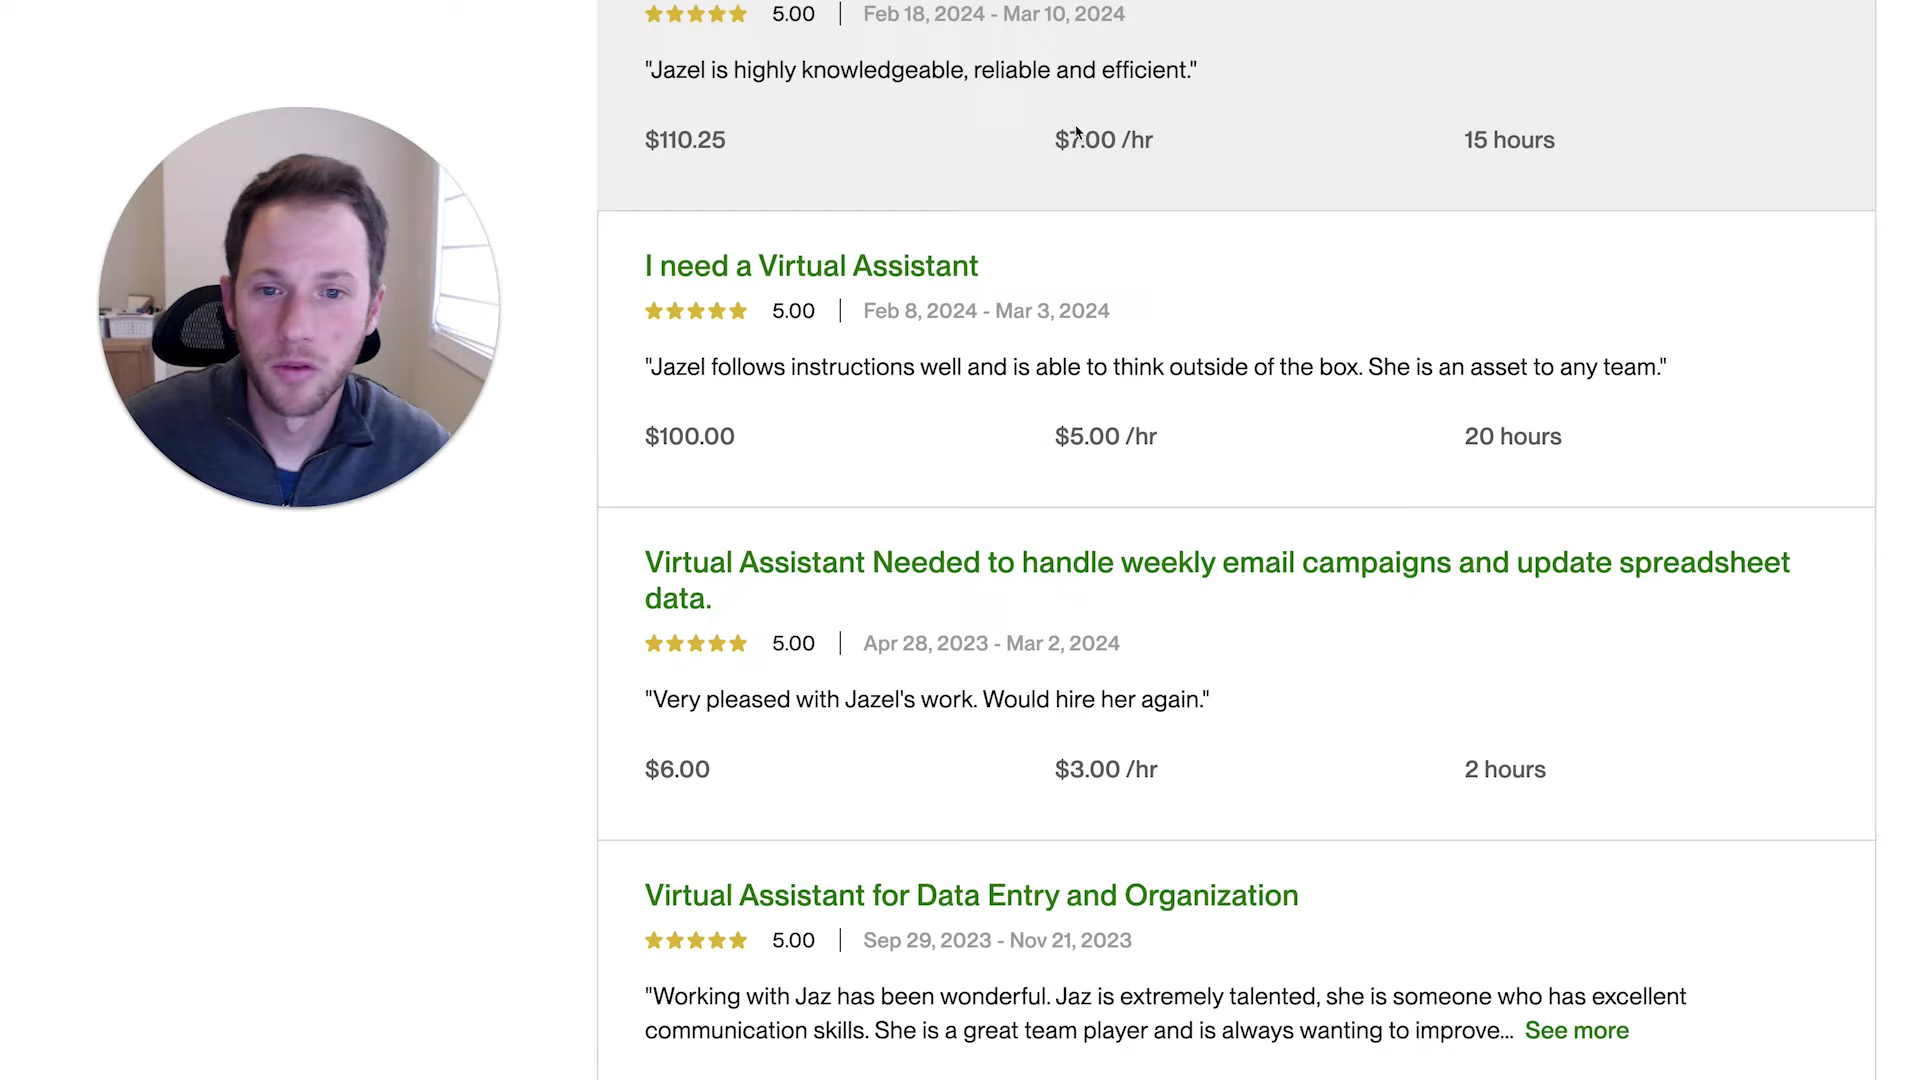 5.00 | Feb 18, 2024 - Mar 10, 2024
"Jazel is highly knowledgeable, reliable and efficient."
$110.25 $7.00 /hr 15 hours
I need a Virtual Assistant
5.00 | Feb 8, 2024 - Mar 3, 2024
"Jazel follows instructions well and is able to think outside of the box. She is an asset to any team."
$100.00 $5.00 /hr 20 hours
Virtual Assistant Needed to handle weekly email campaigns and update spreadsheet
data.
5.00 | Apr 28, 2023 - Mar 2, 2024
"Very pleased with Jazel's work. Would hire her again."
$6.00 $3.00 /hr 2 hours
Virtual Assistant for Data Entry and Organization
5.00 | Sep 29, 2023 - Nov 21, 2023
"Working with Jaz has been wonderful. Jaz is extremely talented, she is someone who has excellent
communication skills. She is a great team player and is always wanting to improve... See more